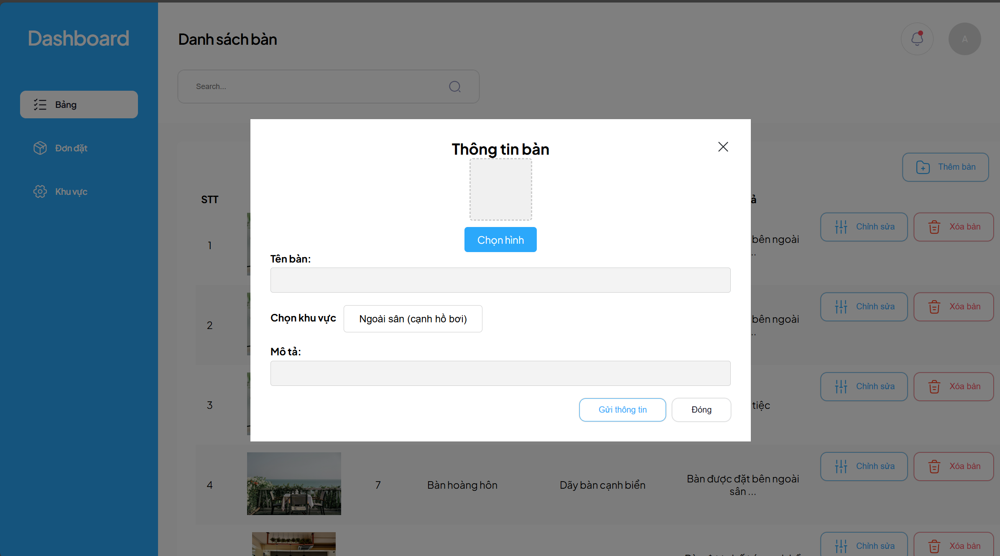 Dashboard
Bảng
Đơn đặt
Khu vực
Danh sách bàn
A
Search...
Thêm bàn
STT
ả
1
bên ngoài
..
Chỉnh sửa
Xóa bàn
2
bên ngoài
..
Chỉnh sửa
Xóa bàn
3
tiệc
Chỉnh sửa
Xóa bàn
4
7
Bàn hoàng hôn
Dãy bàn cạnh biển
Bàn được đặt bên ngoài
sân ...
Chỉnh sửa
Xóa bàn
Chỉnh sửa
Xóa bàn
Thông tin bàn
Chọn hình
Tên bàn:
Chọn khu vực
Ngoài sân (cạnh hồ bơi)
Mô tả:
Gửi thông tin
Đóng